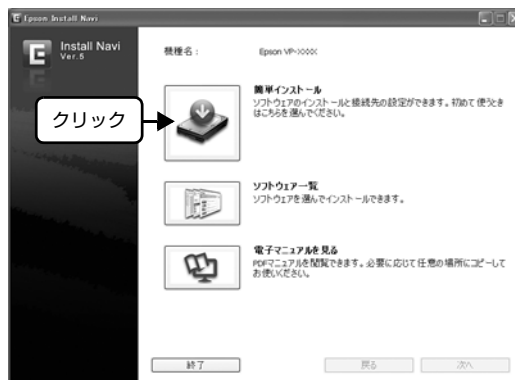 Epson Install Navi
Install Navi
Ver.5
機種名:
Epson VP-XXXX
クリック
簡単インストール
ソフトウェアのインストールと接続先の設定ができます。初めて使うとき
はこちらを選んでください。
ソフトウェア一覧
ソフトウェアを選んでインストールできます。
電子マニュアルを見る
PDFマニュアルを閲覧できます。必要に応じて任意の場所にコピーして
お使いください。
終了
戻る
次へ